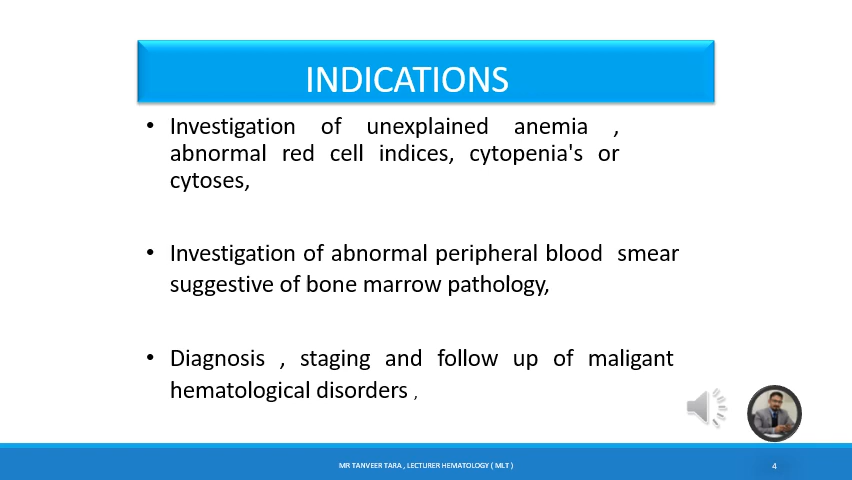 INDICATIONS
• Investigation of unexplained anemia ,
abnormal red cell indices, cytopenia's or
cytoses,
• Investigation of abnormal peripheral blood smear
suggestive of bone marrow pathology,
• Diagnosis , staging and follow up of maligant
hematological disorders ,
MR TANVEER TARA , LECTURER HEMATOLOGY ( MLT )
4